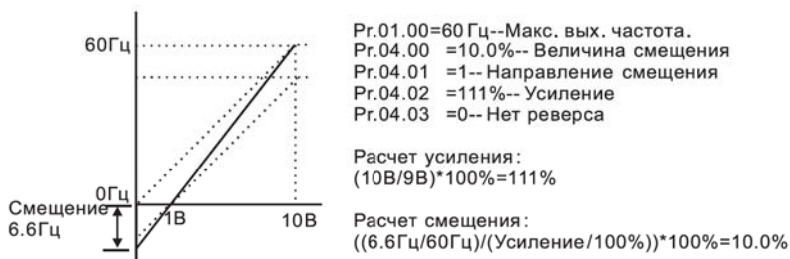 60Гц
0Гц
Смещение
6.6Гц
1В
10В
Pr.01.00=60 Гц--Макс. вых. частота.
Pr.04.00 =10.0%-- Величина смещения
Pr.04.01 =1-- Направление смещения
Pr.04.02 =111%-- Усиление
Pr.04.03 =0-- Нет реверса
Расчет усиления:
(10В/9В)*100%=111%
Расчет смещения:
((6.6Гц/60Гц)/(Усиление/100%))*100%=10.0%